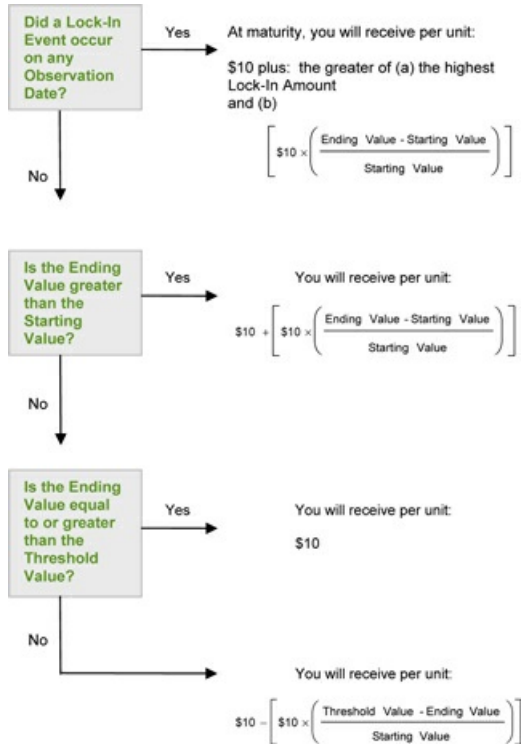 Did a Lock-In
Event occur
on any
Observation
Date?
Yes
At maturity, you will receive per unit:
$10 plus: the greater of (a) the highest
Lock-In Amount
and (b)
[$10 × (Ending Value - Starting Value
Starting Value)]
No
Is the Ending
Value greater
than the
Starting
Value?
Yes
You will receive per unit:
$10 + [$10 × (Ending Value - Starting Value
Starting Value)]
No
Is the Ending
Value equal
to or greater
than the
Threshold
Value?
Yes
You will receive per unit:
$10
No
You will receive per unit:
$10 − [$10 × (Threshold Value - Ending Value
Starting Value)]